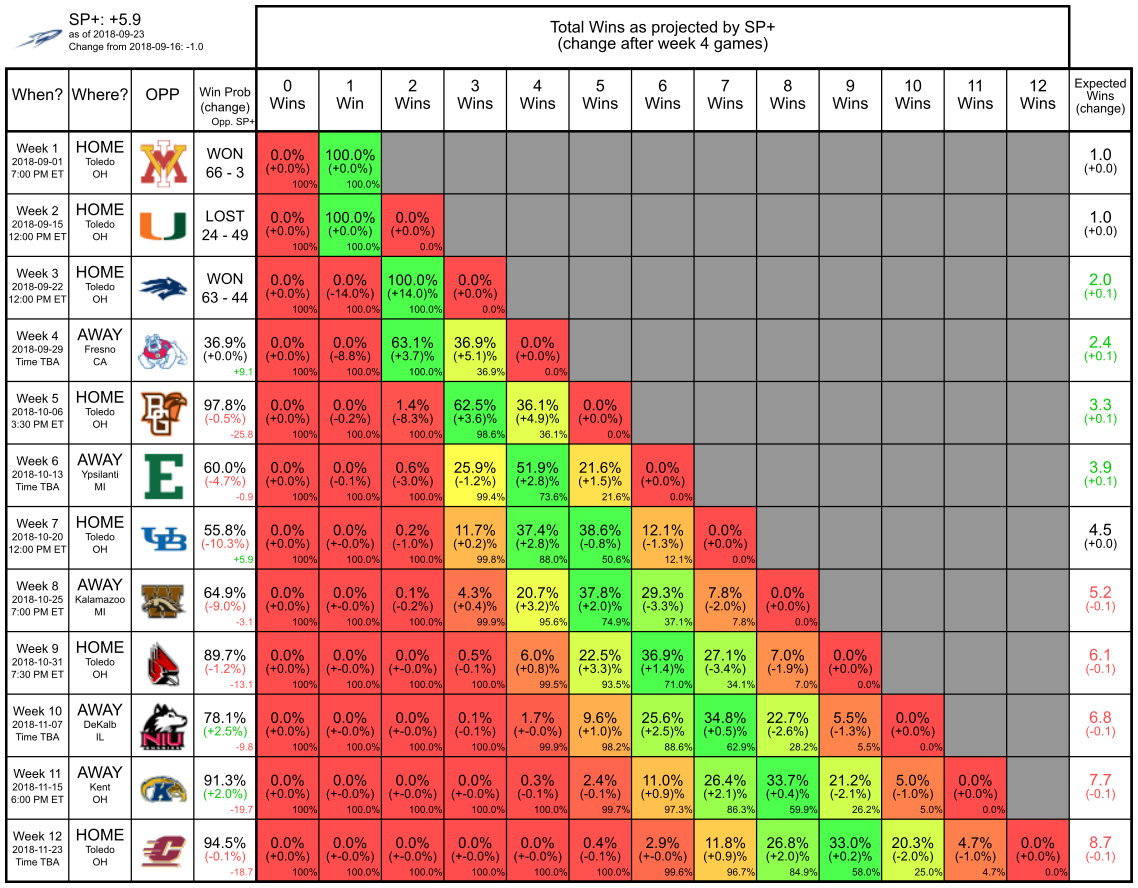 SP+: +5.9
as of 2018-09-23
Change from 2018-09-16: -1.0
Total Wins as projected by SP+
(change after week 4 games)
When? Where? OPP Win Prob (change) Opp. SP+ 0 Wins 1 Win 2 Wins 3 Wins 4 Wins 5 Wins 6 Wins 7 Wins 8 Wins 9 Wins 10 Wins 11 Wins 12 Wins Expected Wins (change)
Week 1 HOME WON 0.0% 100.0% 1.0
2018-09-01 Toledo 66 - 3 (+0.0%) (+0.0%) (+0.0)
7:00 PM ET OH 100% 100.0%
Week 2 HOME LOST 0.0% 100.0% 0.0% 1.0
2018-09-15 Toledo 24 - 49 (+0.0%) (+0.0%) (+0.0%) (+0.0)
12:00 PM ET OH 100% 100.0% 0.0%
Week 3 HOME WON 0.0% 0.0% 100.0% 0.0% 2.0
2018-09-22 Toledo 63 - 44 (+0.0%) (-14.0%) (+14.0)% (+0.0%) (+0.1)
12:00 PM ET OH 100% 100.0% 100.0% 0.0%
Week 4 AWAY 36.9% 0.0% 0.0% 63.1% 36.9% 0.0% 2.4
2018-09-29 Fresno (+0.0%) (+0.0%) (-8.8%) (+3.7)% (+5.1)% (+0.0%) (+0.1)
Time TBA CA +9.1 100% 100.0% 100.0% 36.9% 0.0%
Week 5 HOME BG 97.8% 0.0% 0.0% 1.4% 62.5% 36.1% 0.0% 3.3
2018-10-06 Toledo (-0.5%) (+0.0%) (-0.2%) (-8.3%) (+3.6)% (+4.9)% (+0.0%) (+0.1)
3:30 PM ET OH -25.8 100% 100.0% 100.0% 98.6% 36.1% 0.0%
Week 6 AWAY E 60.0% 0.0% 0.0% 0.6% 25.9% 51.9% 21.6% 0.0% 3.9
2018-10-13 Ypsilanti (-4.7%) (+0.0%) (-0.1%) (-3.0%) (-1.2%) (+2.8)% (+1.5)% (+0.0%) (+0.1)
Time TBA MI -0.9 100% 100.0% 100.0% 99.4% 73.6% 21.6% 0.0%
Week 7 HOME UB 55.8% 0.0% 0.0% 0.2% 11.7% 37.4% 38.6% 12.1% 0.0% 4.5
2018-10-20 Toledo (-10.3%) (+0.0%) (+-0.0%) (-1.0%) (+0.2)% (+2.8)% (-0.8%) (-1.3%) (+0.0%) (+0.0)
12:00 PM ET OH +5.9 100% 100.0% 100.0% 99.8% 88.0% 50.6% 12.1% 0.0%
Week 8 AWAY W 64.9% 0.0% 0.0% 0.1% 4.3% 20.7% 37.8% 29.3% 7.8% 0.0% 5.2
2018-10-25 Kalamazoo (-9.0%) (+0.0%) (+-0.0%) (-0.2%) (+0.4)% (+3.2)% (+2.0)% (-3.3%) (-2.0%) (+0.0%) (-0.1)
7:00 PM ET MI -3.1 100% 100.0% 100.0% 99.9% 95.6% 74.9% 37.1% 7.8% 0.0%
Week 9 HOME 89.7% 0.0% 0.0% 0.0% 0.5% 6.0% 22.5% 36.9% 27.1% 7.0% 0.0% 6.1
2018-10-31 Toledo (-1.2%) (+0.0%) (+-0.0%) (+-0.0%) (-0.1%) (+0.8)% (+3.3)% (+1.4)% (-3.4%) (-1.9%) (+0.0%) (-0.1)
7:30 PM ET OH -13.1 100% 100.0% 100.0% 100.0% 99.5% 93.5% 71.0% 34.1% 7.0% 0.0%
Week 10 AWAY NIU 78.1% 0.0% 0.0% 0.0% 0.1% 1.7% 9.6% 25.6% 34.8% 22.7% 5.5% 0.0% 6.8
2018-11-07 DeKalb (+2.5%) (+0.0%) (+-0.0%) (+-0.0%) (-0.1%) (+-0.0%) (+1.0)% (+2.5)% (+0.5)% (-2.6%) (-1.3%) (+0.0%) (-0.1)
Time TBA IL -9.8 100% 100.0% 100.0% 100.0% 99.9% 98.2% 88.6% 62.9% 28.2% 5.5% 0.0%
Week 11 AWAY K 91.3% 0.0% 0.0% 0.0% 0.0% 0.3% 2.4% 11.0% 26.4% 33.7% 21.2% 5.0% 0.0% 7.7
2018-11-15 Kent (+2.0%) (+0.0%) (+-0.0%) (+-0.0%) (+-0.0%) (-0.1%) (-0.1%) (+0.9)% (+2.1)% (+0.4)% (-2.1%) (-1.0%) (+0.0%) (-0.1)
6:00 PM ET OH -19.7 100% 100.0% 100.0% 100.0% 100.0% 99.7% 97.3% 86.3% 59.9% 26.2% 5.0% 0.0%
Week 12 HOME C 94.5% 0.0% 0.0% 0.0% 0.0% 0.0% 0.4% 2.9% 11.8% 26.8% 33.0% 20.3% 4.7% 0.0% 8.7
2018-11-23 Toledo (-0.1%) (+0.0%) (+-0.0%) (+-0.0%) (+-0.0%) (+-0.0%) (-0.1%) (+-0.0%) (+0.9)% (+2.0)% (+0.2)% (-2.0%) (-1.0%) (+0.0%) (-0.1)
Time TBA OH -18.7 100% 100.0% 100.0% 100.0% 100.0% 100.0% 99.6% 96.7% 84.9% 58.0% 25.0% 4.7% 0.0%